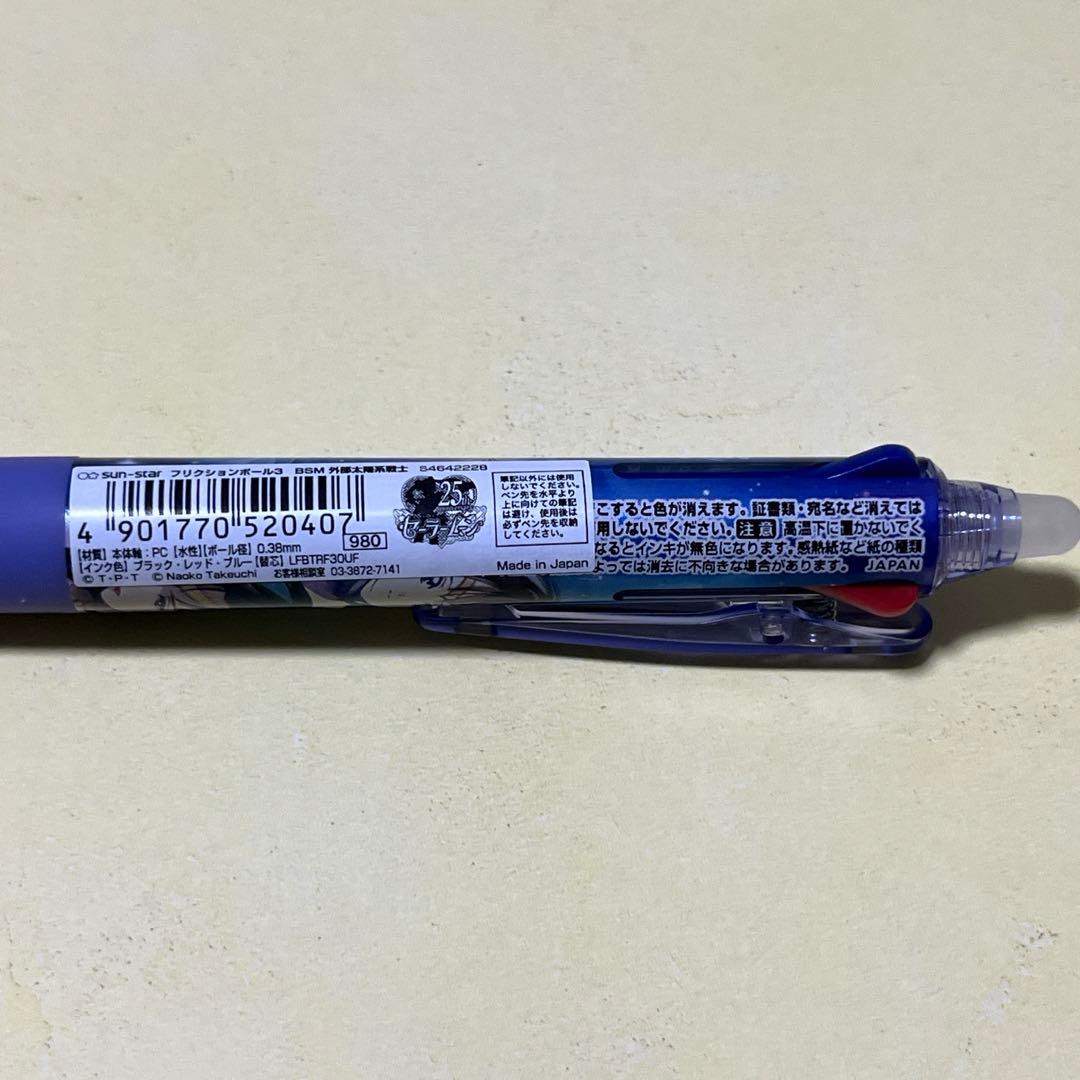 sun-star フリクションボール3 BSM 外部太陽系戦士 S4642228
4 901770 520407
980
【材質】本体軸:PC【水性】【ボール径】0.38mm
【インク色】ブラック・レッド・ブルー【替芯】LFBTRF30UF
© T・P・T © Naoko Takeuchi お客様相談室 03-3672-7141
25th
セーラームーン
筆記以外には使用
しないでください。
ペン先を水平より
上に向けての筆記
は避け、使用後は
必ずペン先を収納
してください。
Made in Japan
こすると色が消えます。証書類・宛名など消えては
用しないでください。注意 高温下に置かないでく
なるとインキが無色になります。感熱紙など紙の種類
よっては消去に不向きな場合があります。 JAPAN